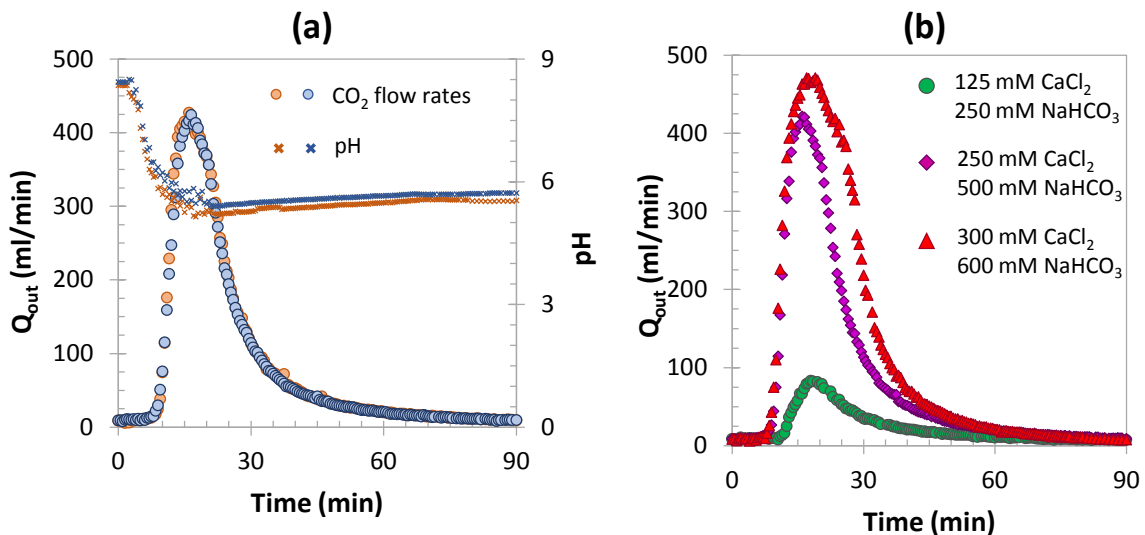 (a)
500
400
300
200
100
0
Q_out (ml/min)
9
6
3
0
pH
CO₂ flow rates
pH
0 30 60 90
Time (min)
(b)
500
400
300
200
100
0
Q_out (ml/min)
125 mM CaCl₂
250 mM NaHCO₃
250 mM CaCl₂
500 mM NaHCO₃
300 mM CaCl₂
600 mM NaHCO₃
0 30 60 90
Time (min)